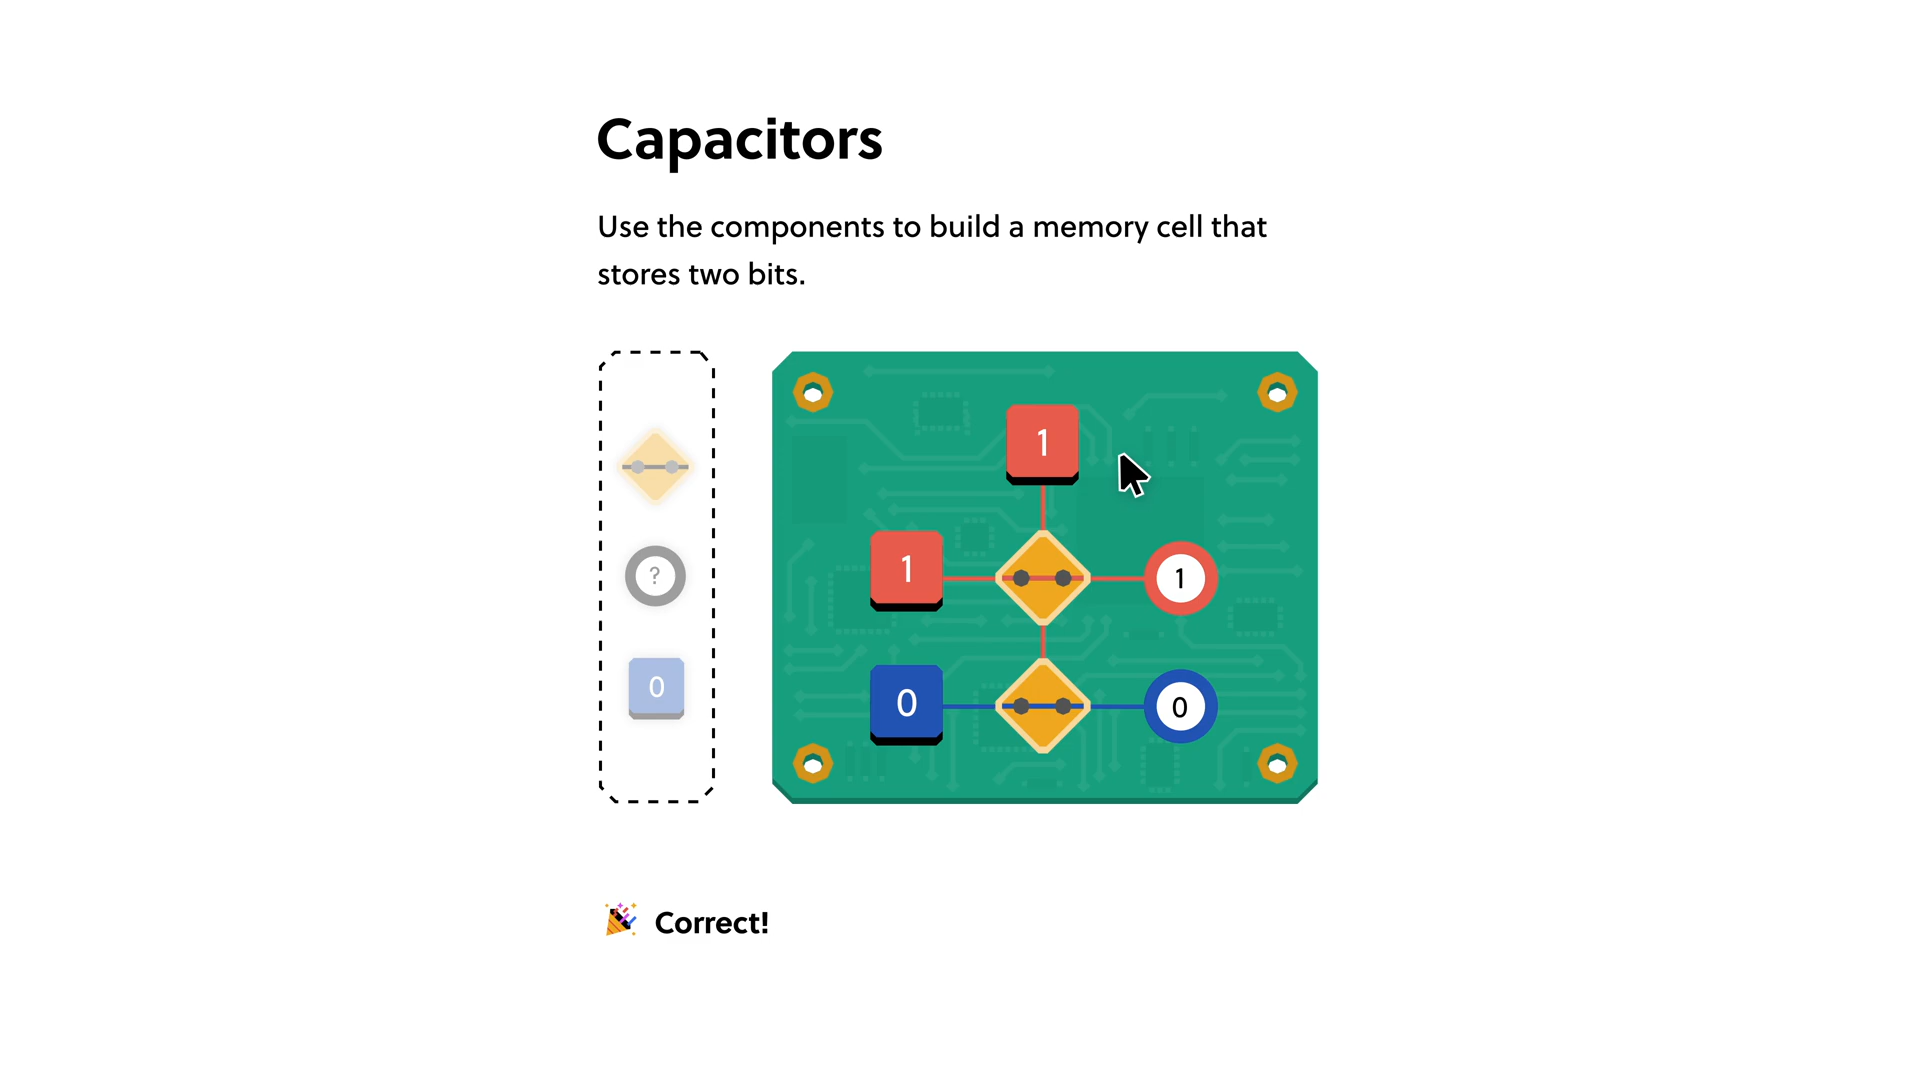 Capacitors
Use the components to build a memory cell that
stores two bits.
1
1
1
?
0
0
0
Correct!